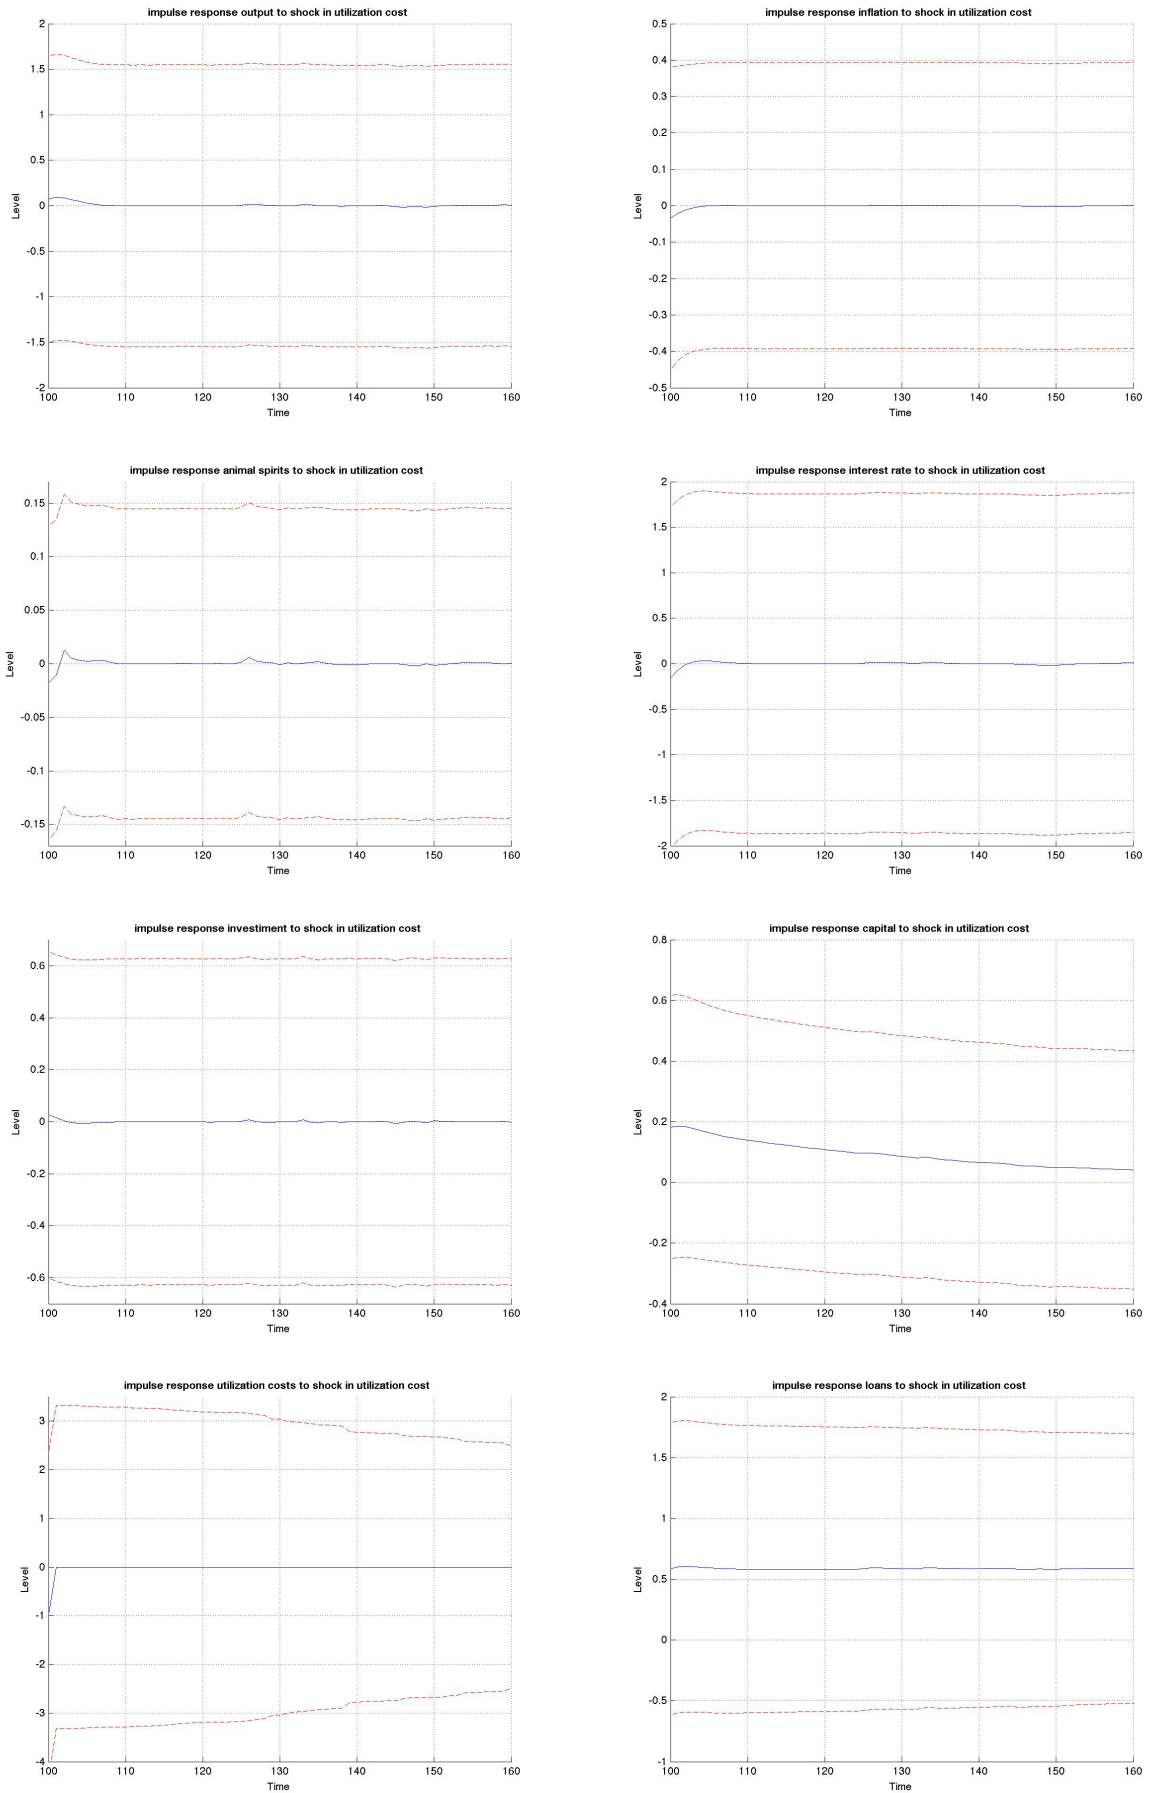 impulse response output to shock in utilization cost
2
1.5
1
0.5
0
-0.5
-1
-1.5
-2
Level
100 110 120 130 140 150 160
Time
impulse response inflation to shock in utilization cost
0.5
0.4
0.3
0.2
0.1
0
-0.1
-0.2
-0.3
-0.4
-0.5
Level
100 110 120 130 140 150 160
Time
impulse response animal spirits to shock in utilization cost
0.15
0.1
0.05
0
-0.05
-0.1
-0.15
Level
100 110 120 130 140 150 160
Time
impulse response interest rate to shock in utilization cost
2
1.5
1
0.5
0
-0.5
-1
-1.5
-2
Level
100 110 120 130 140 150 160
Time
impulse response investiment to shock in utilization cost
0.6
0.4
0.2
0
-0.2
-0.4
-0.6
Level
100 110 120 130 140 150 160
Time
impulse response capital to shock in utilization cost
0.8
0.6
0.4
0.2
0
-0.2
-0.4
Level
100 110 120 130 140 150 160
Time
impulse response utilization costs to shock in utilization cost
3
2
1
0
-1
-2
-3
-4
Level
100 110 120 130 140 150 160
Time
impulse response loans to shock in utilization cost
2
1.5
1
0.5
0
-0.5
-1
Level
100 110 120 130 140 150 160
Time